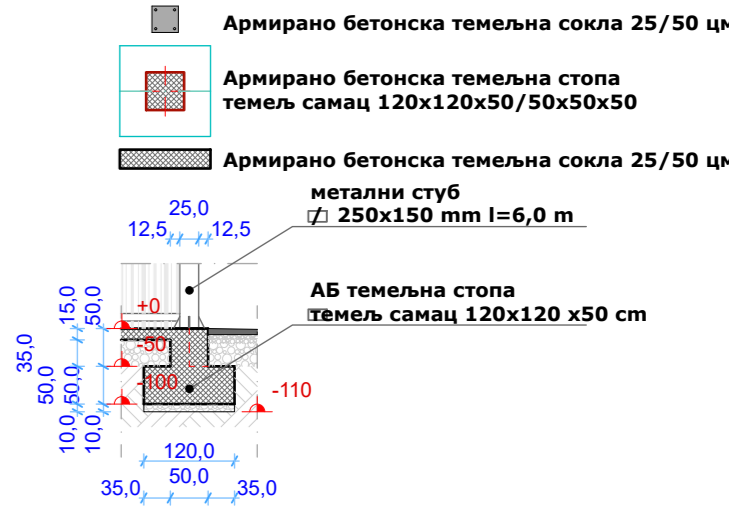 Армирано бетонска темељна сокла 25/50 цм
Армирано бетонска темељна стопа
темељ самац 120x120x50/50x50x50
Армирано бетонска темељна сокла 25/50 цм
метални стуб
250x150 mm l=6,0 m
25,0
12,5 12,5
АБ темељна стопа
темељ самац 120x120 x50 cm
+0
-50
-100
-110
15,0 50,0
35,0
50,0 50,0
10,0 10,0
120,0
50,0
35,0 35,0